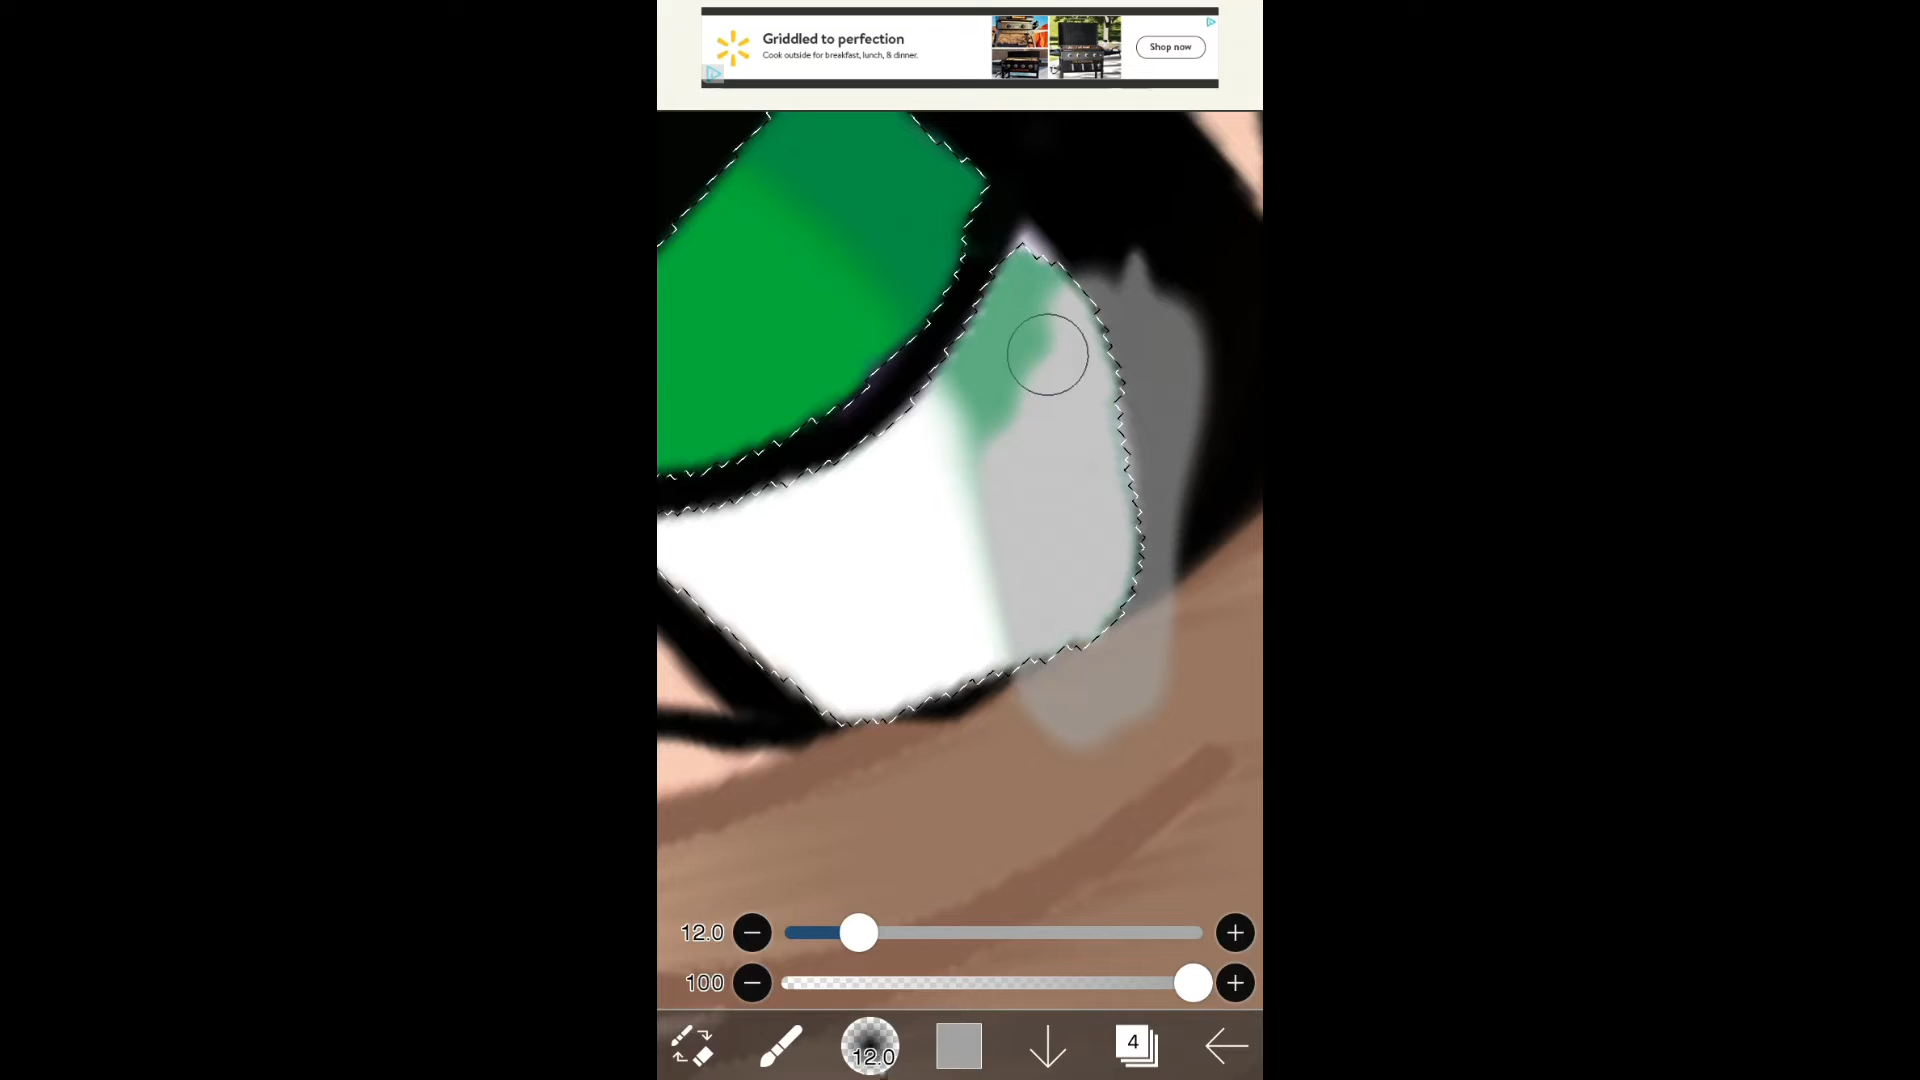 Griddled to perfection
Cook outside for breakfast, lunch, & dinner.
Shop now
12.0
100
12.0
4